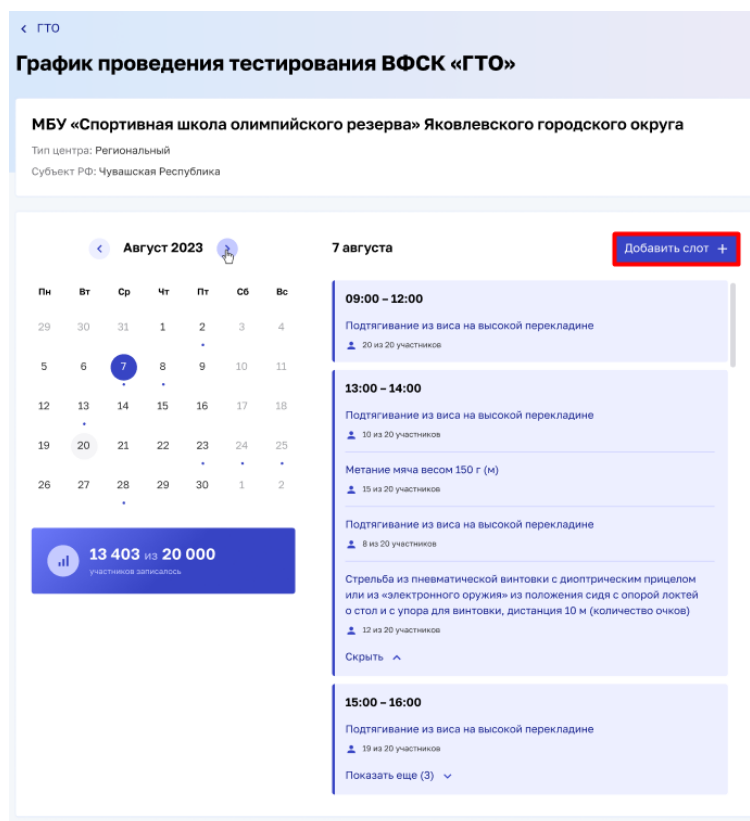 ГТО
График проведения тестирования ВФСК «ГТО»
МБУ «Спортивная школа олимпийского резерва» Яковлевского городского округа
Тип центра: Региональный
Субъект РФ: Чувашская Республика
Август 2023
Пн Вт Ср Чт Пт Сб Вс
29 30 31 1 2 3 4
5 6 7 8 9 10 11
12 13 14 15 16 17 18
19 20 21 22 23 24 25
26 27 28 29 30 1 2
13 403 из 20 000
участников записалось
7 августа
Добавить слот +
09:00 – 12:00
Подтягивание из виса на высокой перекладине
20 из 20 участников
13:00 – 14:00
Подтягивание из виса на высокой перекладине
10 из 20 участников
Метание мяча весом 150 г (м)
15 из 20 участников
Подтягивание из виса на высокой перекладине
8 из 20 участников
Стрельба из пневматической винтовки с диоптрическим прицелом
или из «электронного оружия» из положения сидя с опорой локтей
о стол и с упора для винтовки, дистанция 10 м (количество очков)
12 из 20 участников
Скрыть
15:00 – 16:00
Подтягивание из виса на высокой перекладине
19 из 20 участников
Показать еще (3)